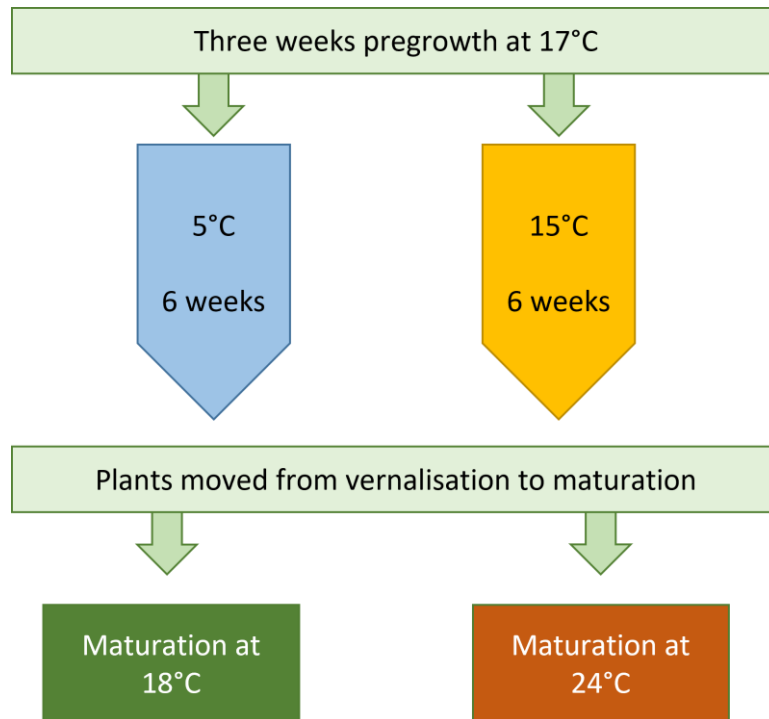 Three weeks pregrowth at 17°C
5°C
6 weeks
15°C
6 weeks
Plants moved from vernalisation to maturation
Maturation at
18°C
Maturation at
24°C